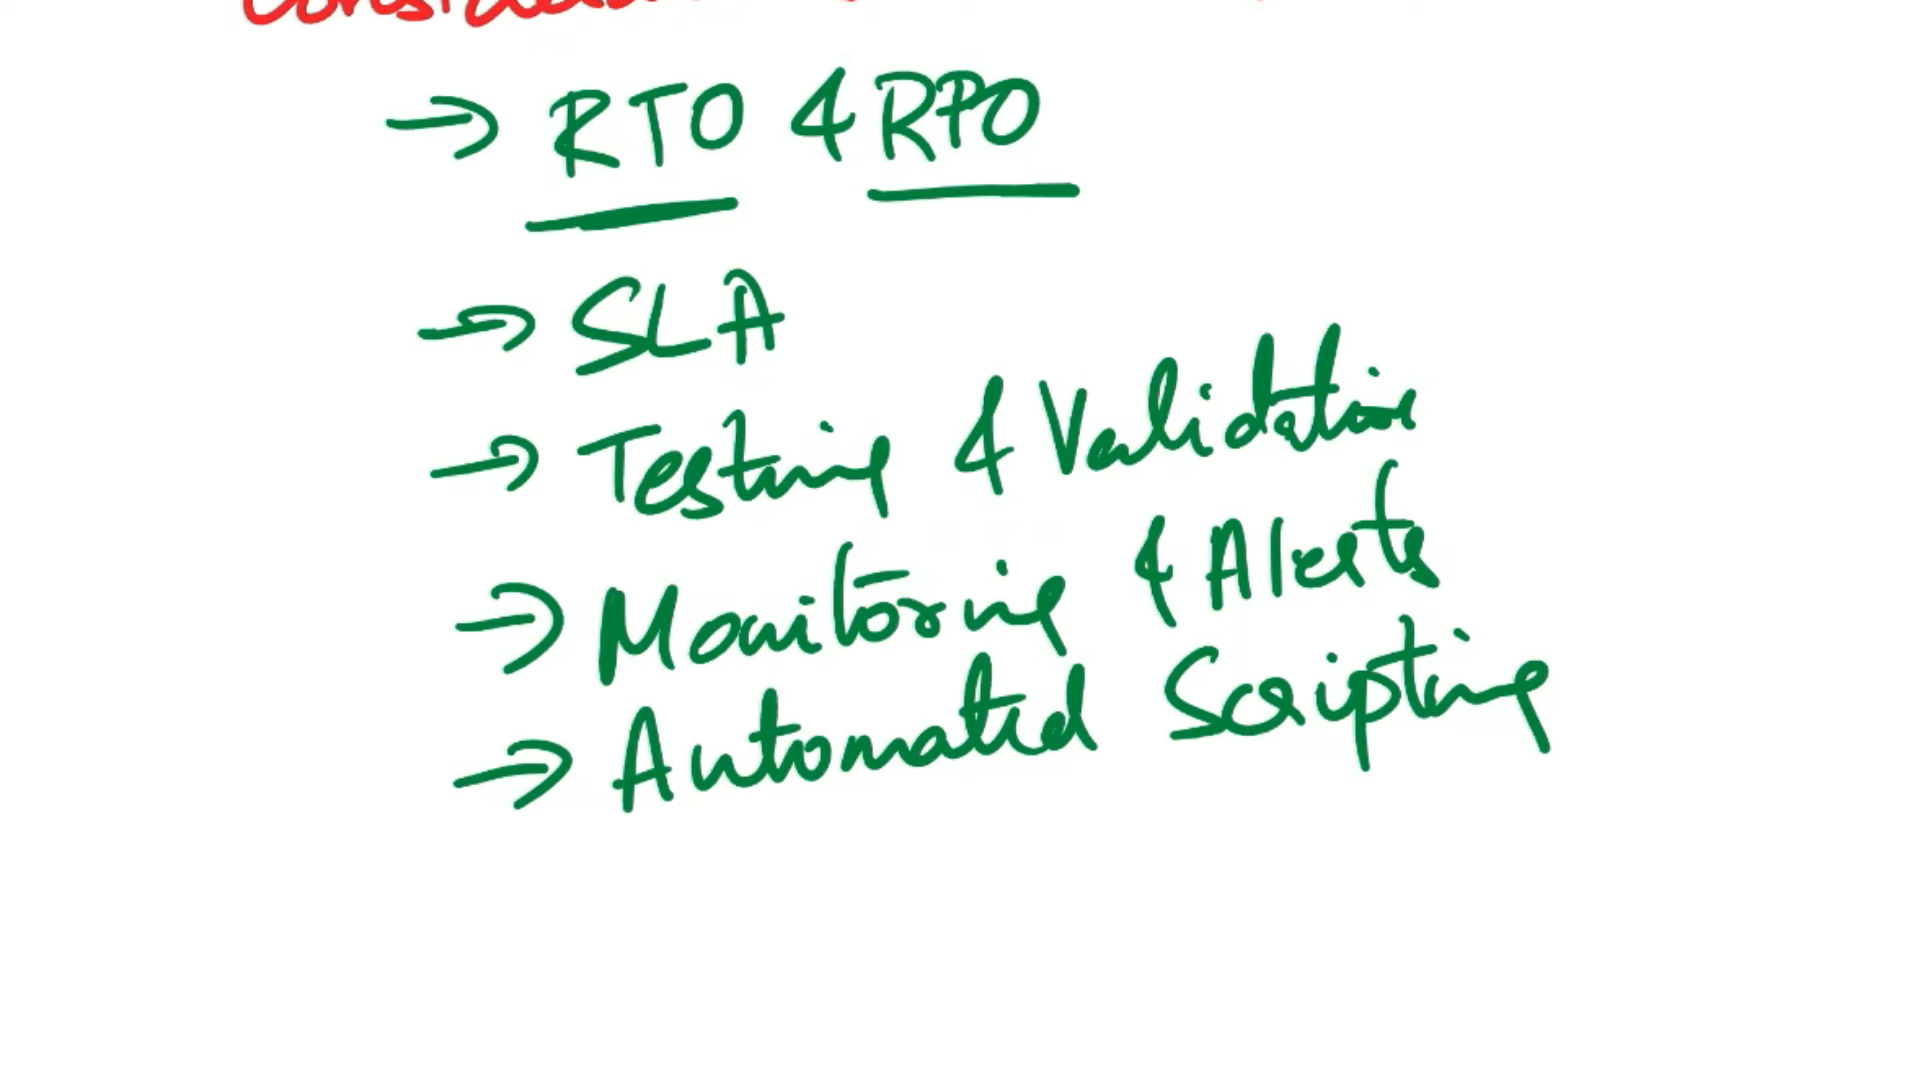 → RTO & RPO
→ SLA
→ Testing & Validation
→ Monitoring & Alerts
→ Automated Scripting